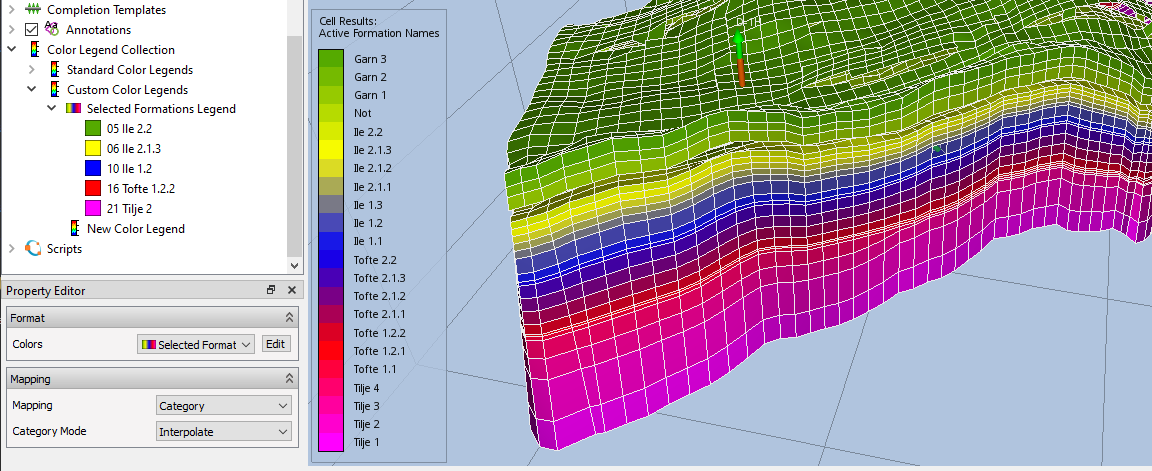 Completion Templates
Annotations
Color Legend Collection
Standard Color Legends
Custom Color Legends
Selected Formations Legend
05 Ile 2.2
06 Ile 2.1.3
10 Ile 1.2
16 Tofte 1.2.2
21 Tilje 2
New Color Legend
Scripts
Property Editor
Format
Colors
Selected Format
Edit
Mapping
Mapping
Category
Category Mode
Interpolate
Cell Results:
Active Formation Names
Garn 3
Garn 2
Garn 1
Not
Ile 2.2
Ile 2.1.3
Ile 2.1.2
Ile 2.1.1
Ile 1.3
Ile 1.2
Ile 1.1
Tofte 2.2
Tofte 2.1.3
Tofte 2.1.2
Tofte 2.1.1
Tofte 1.2.2
Tofte 1.2.1
Tofte 1.1
Tilje 4
Tilje 3
Tilje 2
Tilje 1